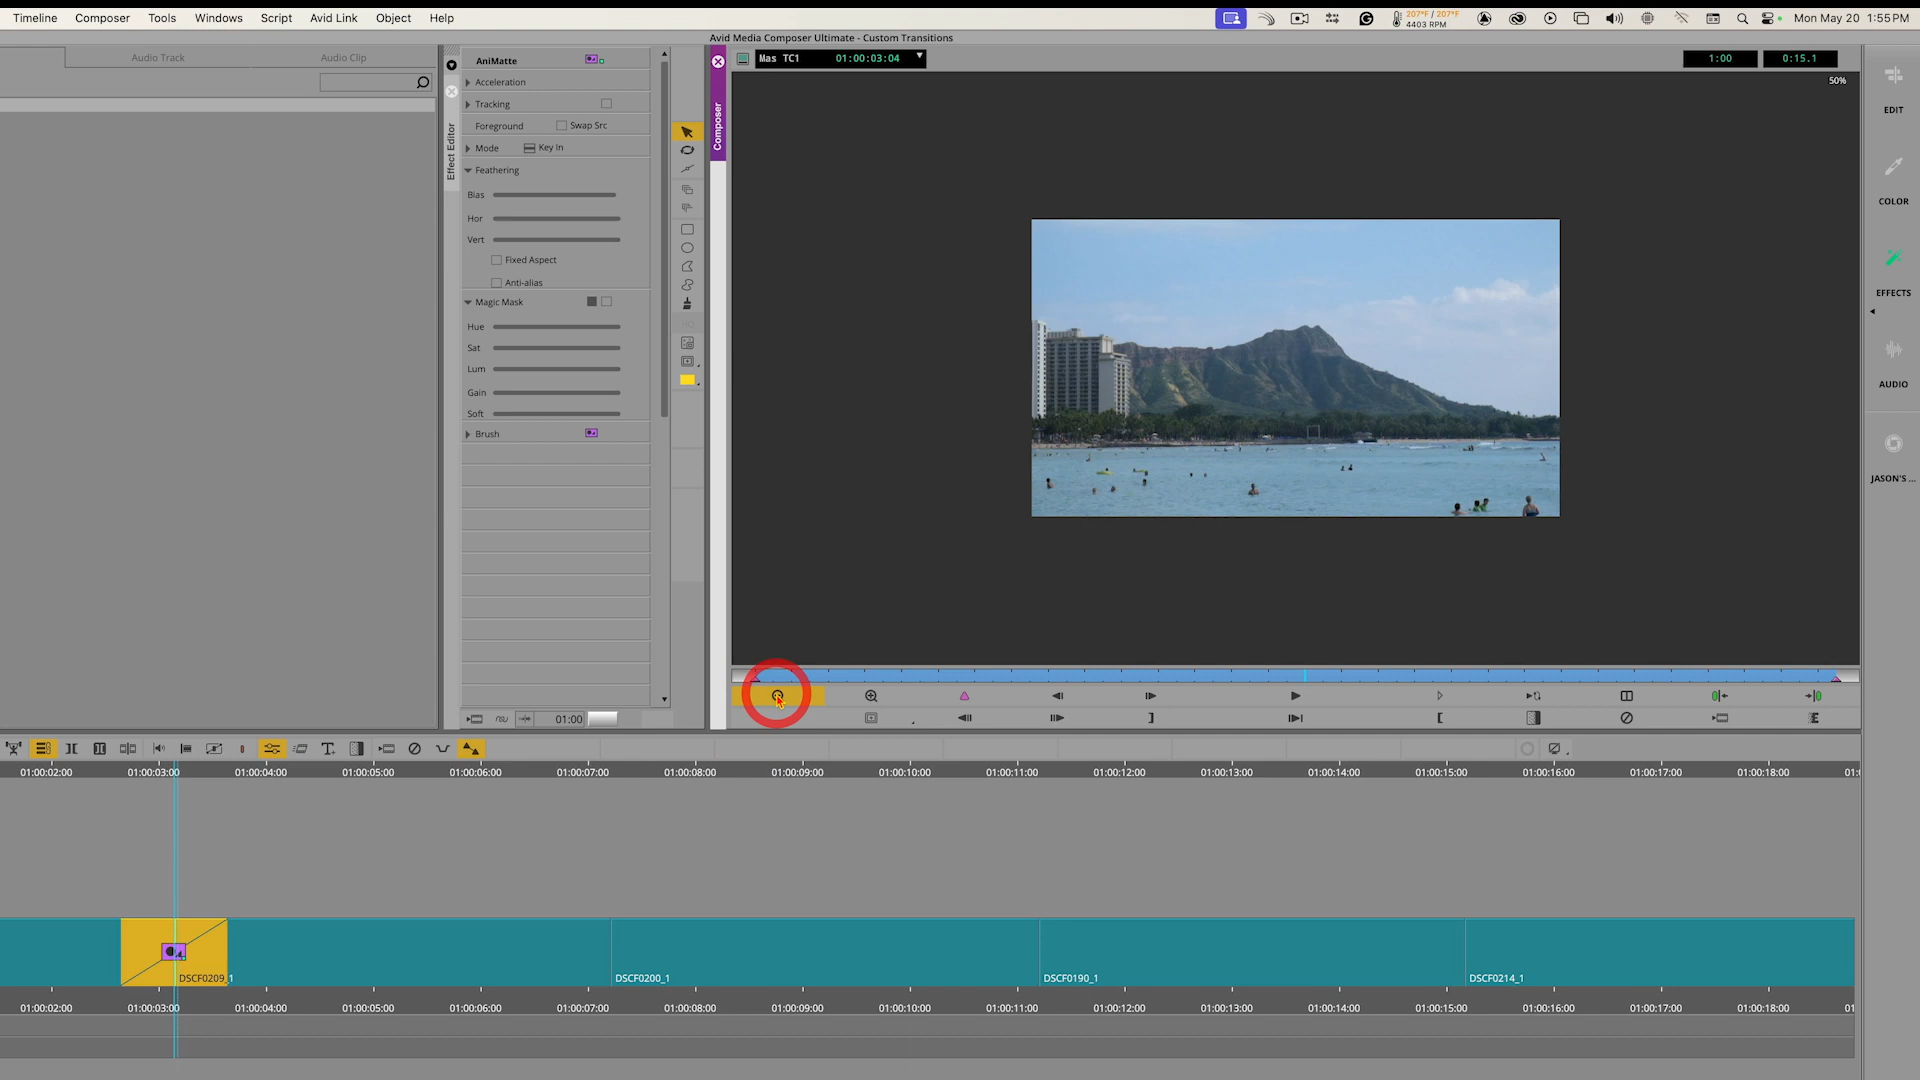 Timeline Composer Tools Windows Script Avid Link Object Help
207°F / 207°F
4403 RPM
Mon May 20 1:55PM
Avid Media Composer Ultimate - Custom Transitions
Audio Track Audio Clip
AniMatte
Acceleration
Tracking
Foreground Swap Src
Mode Key In
Feathering
Bias
Hor
Vert
Fixed Aspect
Anti-alias
Magic Mask
Hue
Sat
Lum
Gain
Soft
Brush
01:00
Effect Editor
Composer
Mas TC1 01:00:03:04 1:00 0:15.1
50%
EDIT
COLOR
EFFECTS
AUDIO
JASON'S ...
01:00:02:00 01:00:03:00 01:00:04:00 01:00:05:00 01:00:06:00 01:00:07:00 01:00:08:00 01:00:09:00 01:00:10:00 01:00:11:00 01:00:12:00 01:00:13:00 01:00:14:00 01:00:15:00 01:00:16:00 01:00:17:00 01:00:18:00 01:
DSCF0209_1 DSCF0200_1 DSCF0190_1 DSCF0214_1
01:00:02:00 01:00:03:00 01:00:04:00 01:00:05:00 01:00:06:00 01:00:07:00 01:00:08:00 01:00:09:00 01:00:10:00 01:00:11:00 01:00:12:00 01:00:13:00 01:00:14:00 01:00:15:00 01:00:16:00 01:00:17:00 01:00:18:00 01